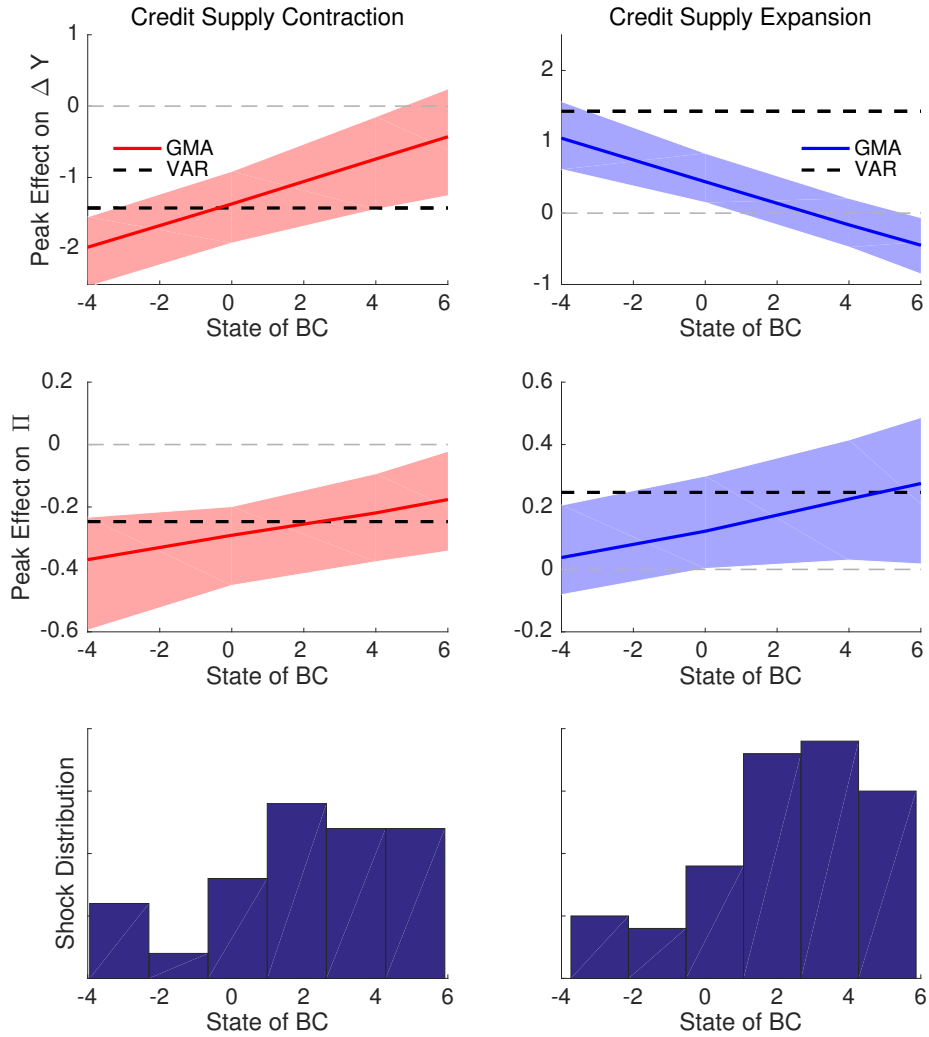 Credit Supply Contraction
Credit Supply Expansion
Peak Effect on Δ Y
1
0
-1
-2
GMA
VAR
-4 -2 0 2 4 6
State of BC
2
1
0
-1
GMA
VAR
-4 -2 0 2 4 6
State of BC
Peak Effect on Π
0.2
0
-0.2
-0.4
-0.6
-4 -2 0 2 4 6
State of BC
0.6
0.4
0.2
0
-0.2
-4 -2 0 2 4 6
State of BC
Shock Distribution
-4 -2 0 2 4 6
State of BC
-4 -2 0 2 4 6
State of BC